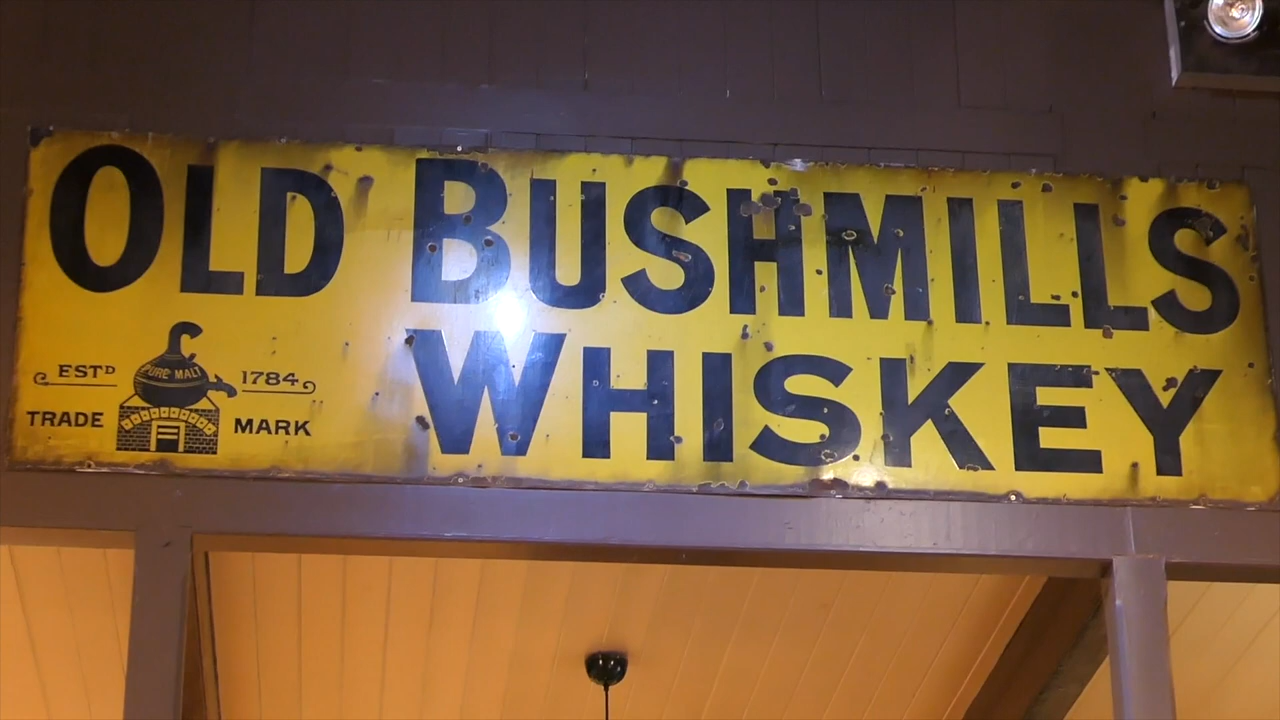 OLD BUSHMILLS
WHISKEY
PURE MALT
ESTD 1784
TRADE MARK